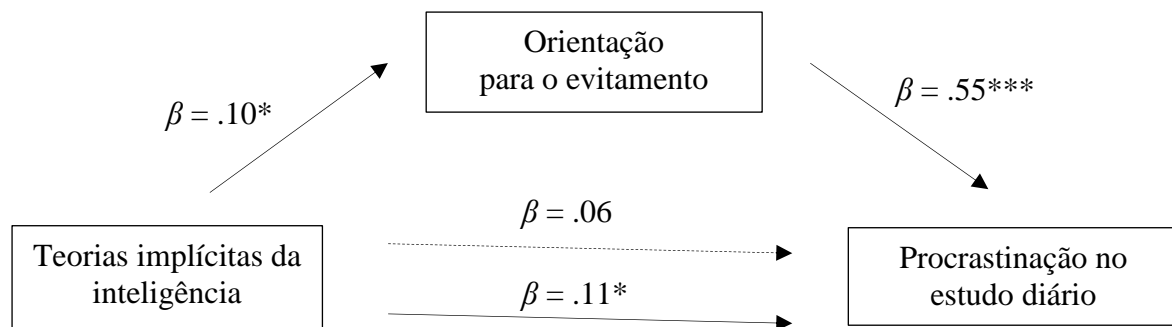 Orientação
para o evitamento
β = .10*
β = .55***
β = .06
Teorias implícitas da
inteligência
Procrastinação no
estudo diário
β = .11*